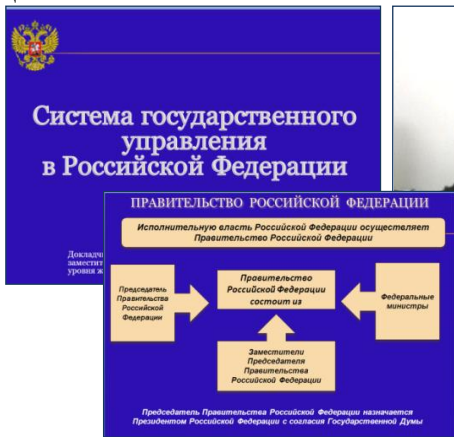 Система государственного
управления
в Российской Федерации
уровня
ПРАВИТЕЛЬСТВО РОССИЙСКОЙ ФЕДЕРАЦИИ
Исполнительную власть Российской Федерации осуществляет
Правительство Российской Федерации
Председатель
Правительства
Российской
Федерации
Правительство
Российской Федерации
состоит из
Федеральные
министры
Заместители
Председателя
Правительства
Российской Федерации
Председатель Правительства Российской Федерации назначается
Президентом Российской Федерации с согласия Государственной Думы